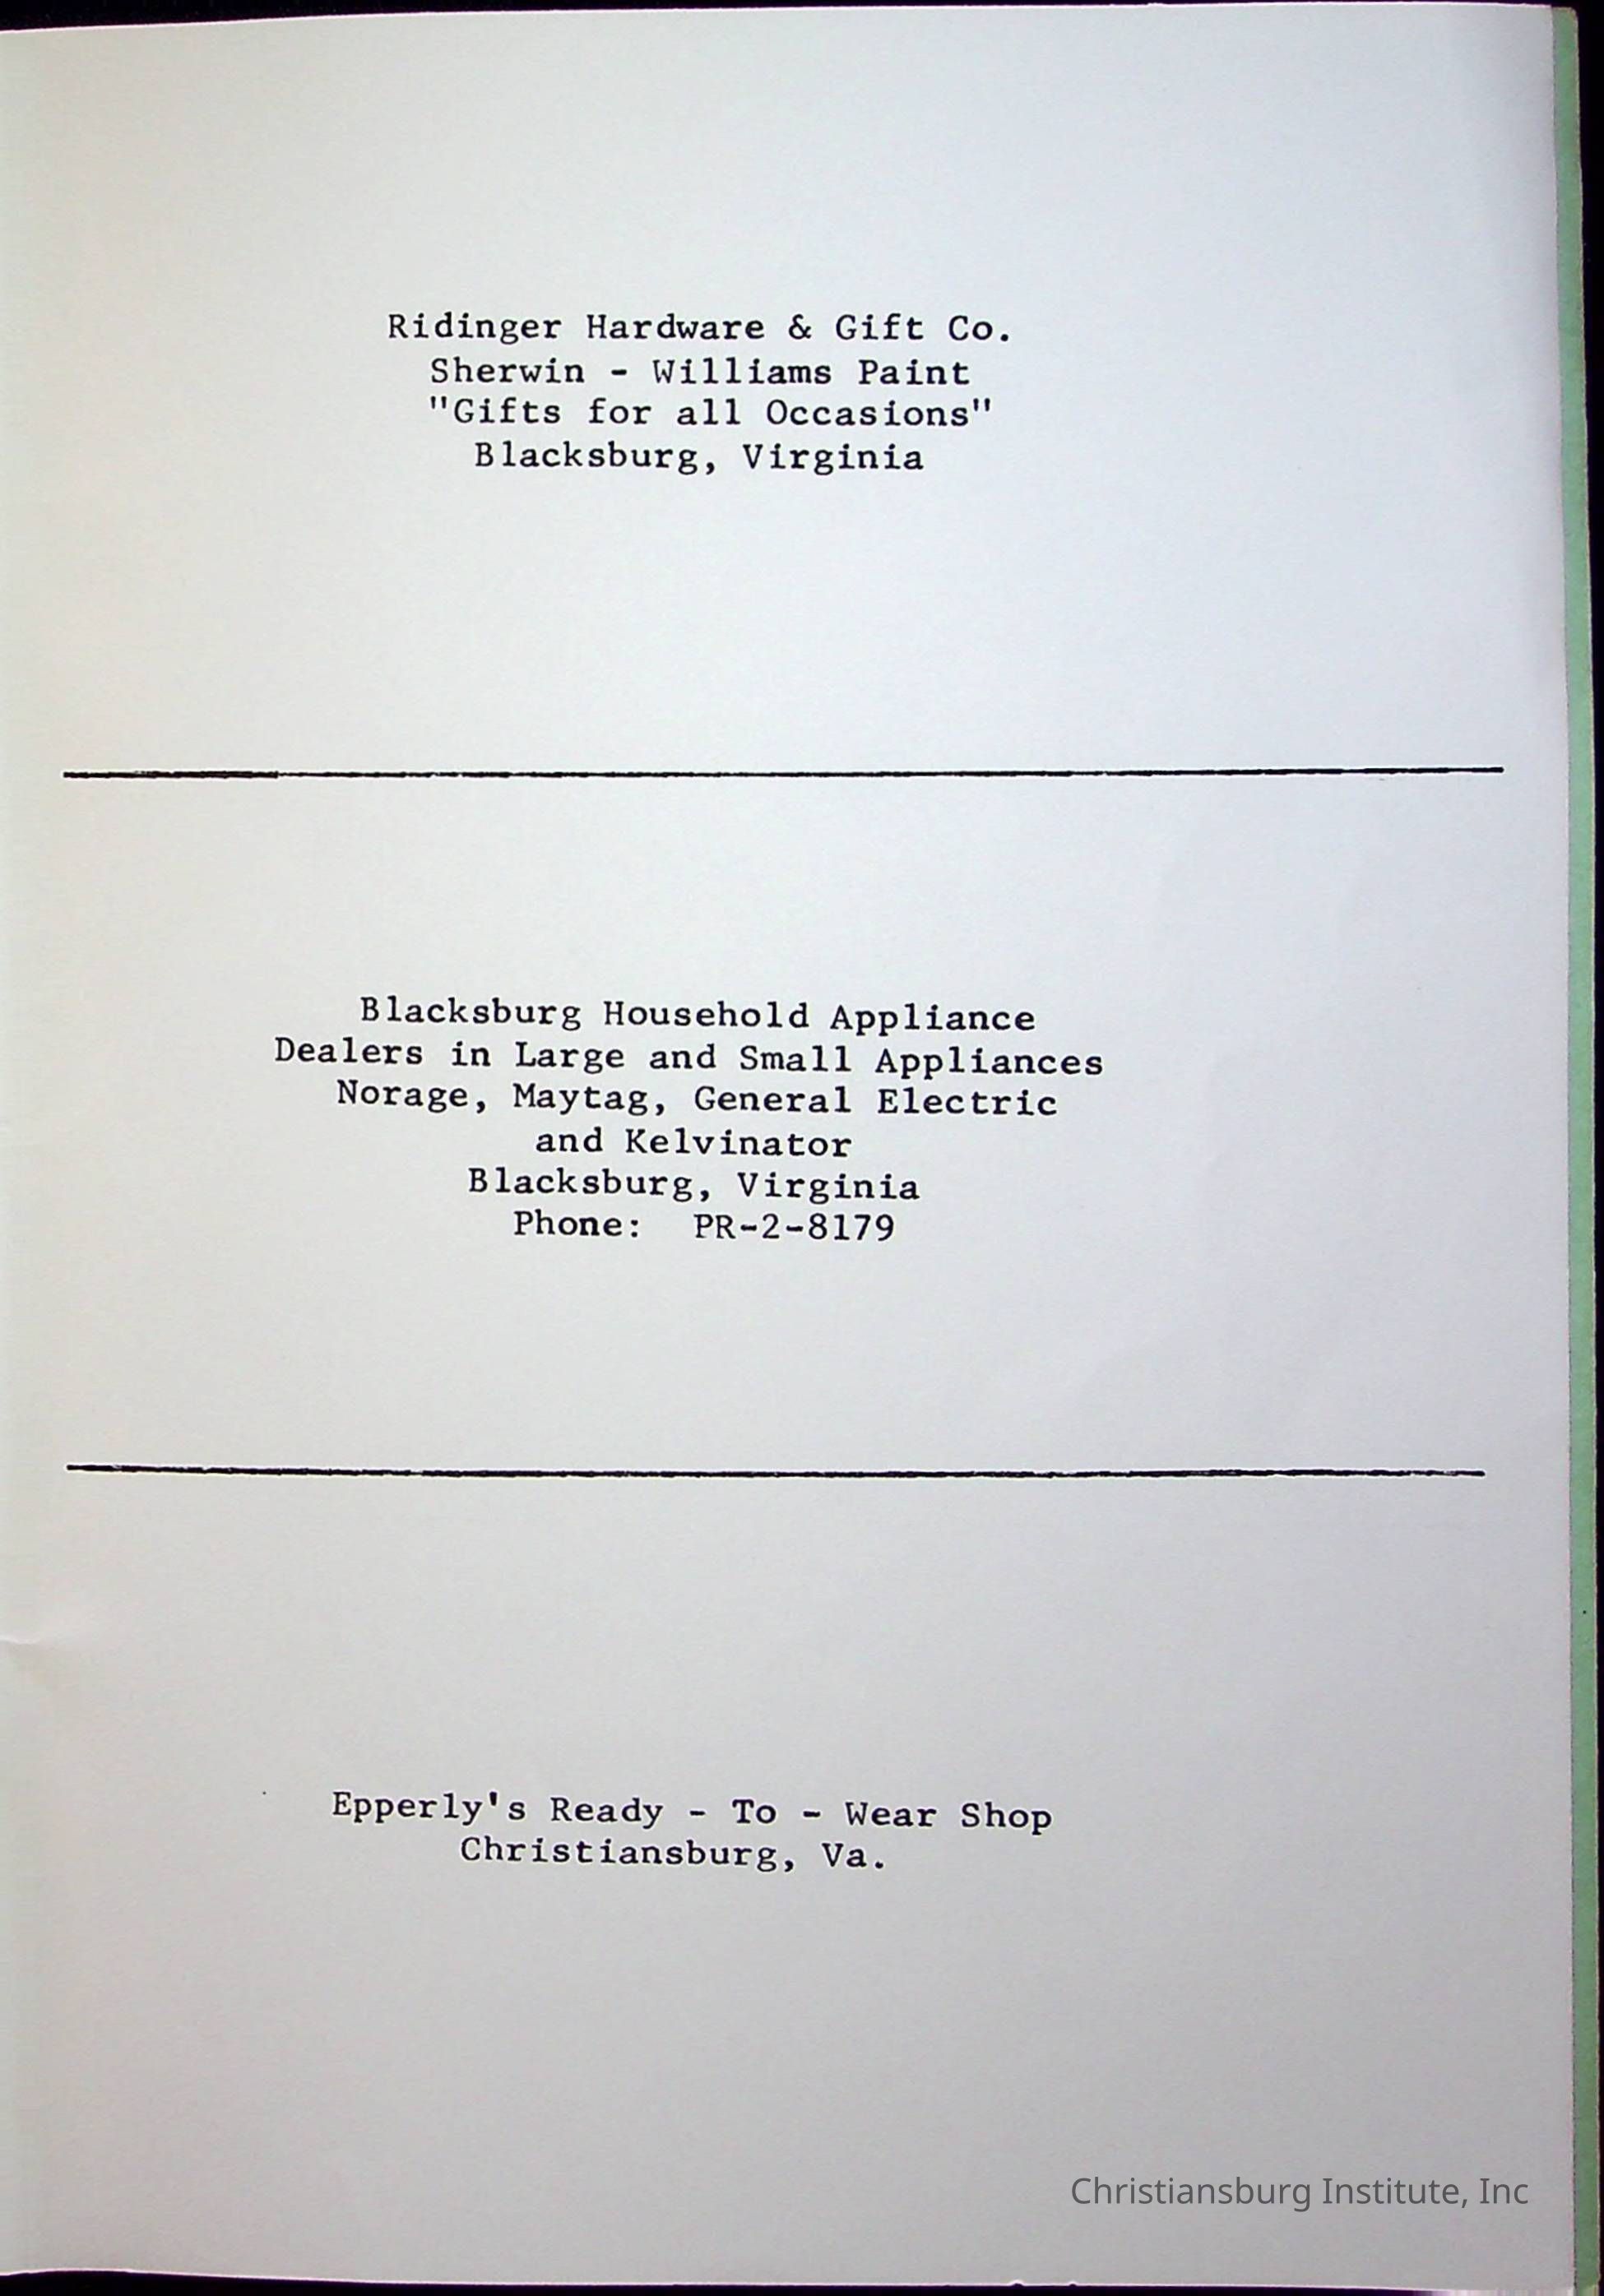 Ridinger Hardware & Gift Co.
Sherwin - Williams Paint
"Gifts for all Occasions"
Blacksburg, Virginia
Blacksburg Household Appliance
Dealers in Large and Small Appliances
Norage, Maytag, General Electric
and Kelvinator
Blacksburg, Virginia
Phone: PR-2-8179
Epperly's Ready - To - Wear Shop
Christiansburg, Va.
Christiansburg Institute, Inc